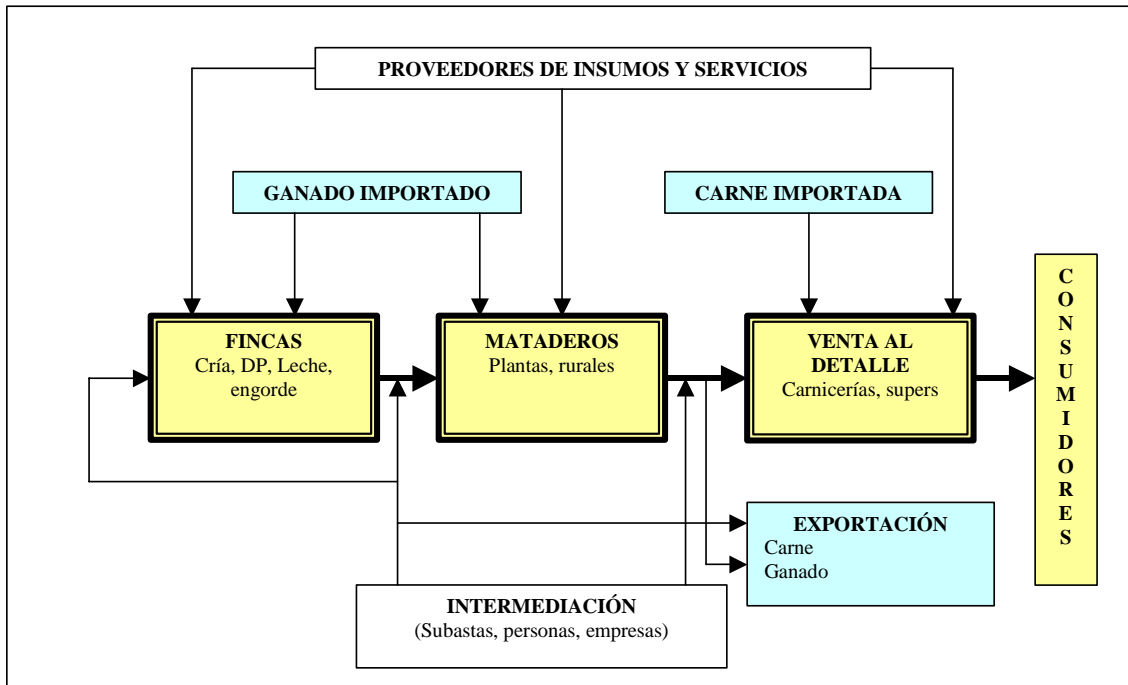 PROVEEDORES DE INSUMOS Y SERVICIOS
GANADO IMPORTADO
CARNE IMPORTADA
FINCAS
Cría, DP, Leche,
engorde
MATADEROS
Plantas, rurales
VENTA AL
DETALLE
Carnicerías, supers
C
O
N
S
U
M
I
D
O
R
E
S
EXPORTACIÓN
Carne
Ganado
INTERMEDIACIÓN
(Subastas, personas, empresas)